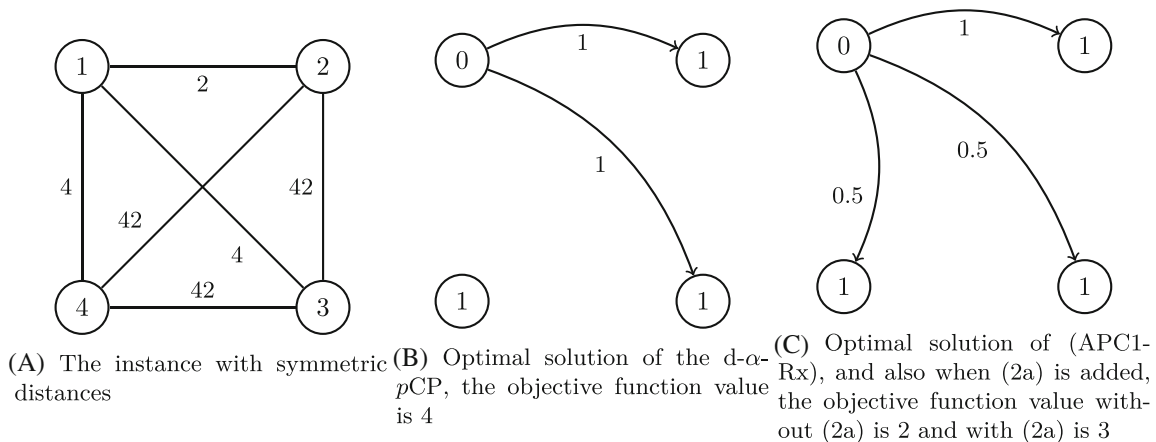 1
2
2
4
42
42
4
4
42
3
0
1
1
1
1
1
0
1
1
0.5
0.5
1
1
(A) The instance with symmetric
distances
(B) Optimal solution of the d-α-
pCP, the objective function value
is 4
(C) Optimal solution of (APC1-
Rx), and also when (2a) is added,
the objective function value with-
out (2a) is 2 and with (2a) is 3